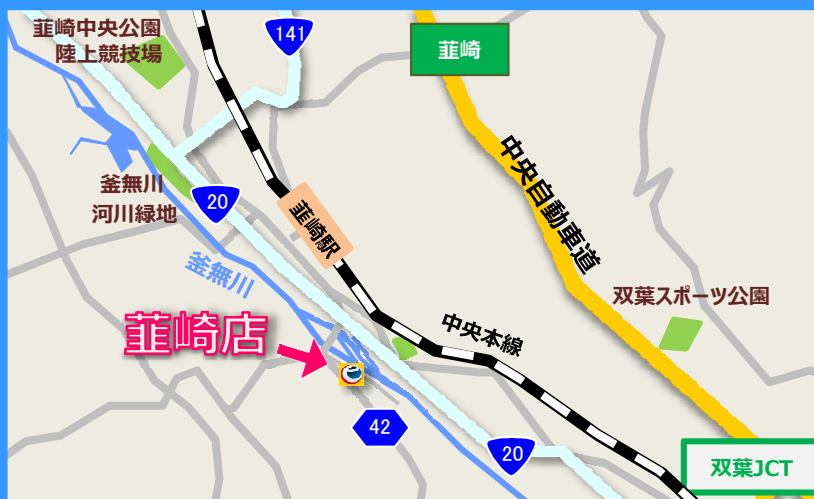 韮崎中央公園
陸上競技場
141
韮崎
中央自動車道
釜無川
河川緑地
20
韮崎駅
釜無川
双葉スポーツ公園
韮崎店
中央本線
42
20
双葉JCT